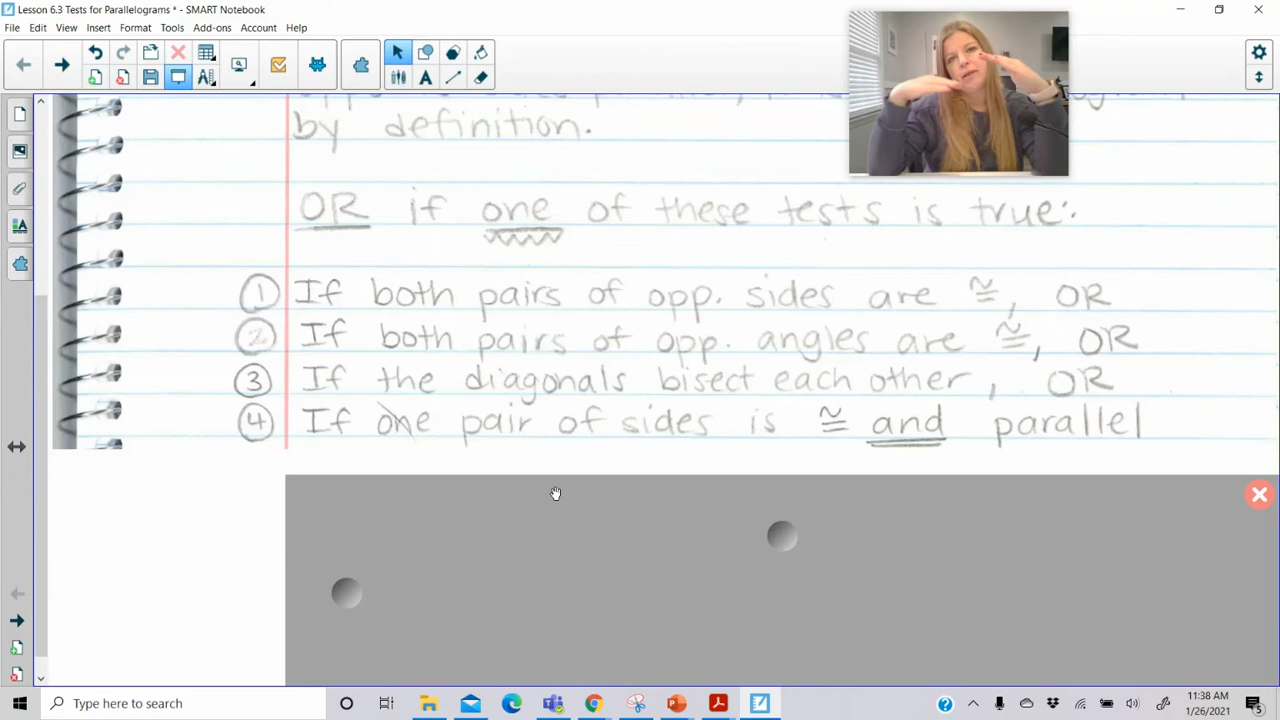 Lesson 6.3 Tests for Parallelograms * - SMART Notebook
File Edit View Insert Format Tools Add-ons Account Help
by definition.
OR if one of these tests is true:
① If both pairs of opp. sides are ≅, OR
② If both pairs of opp. angles are ≅, OR
③ If the diagonals bisect each other, OR
④ If one pair of sides is ≅ and parallel
Type here to search
11:38 AM
1/26/2021
5